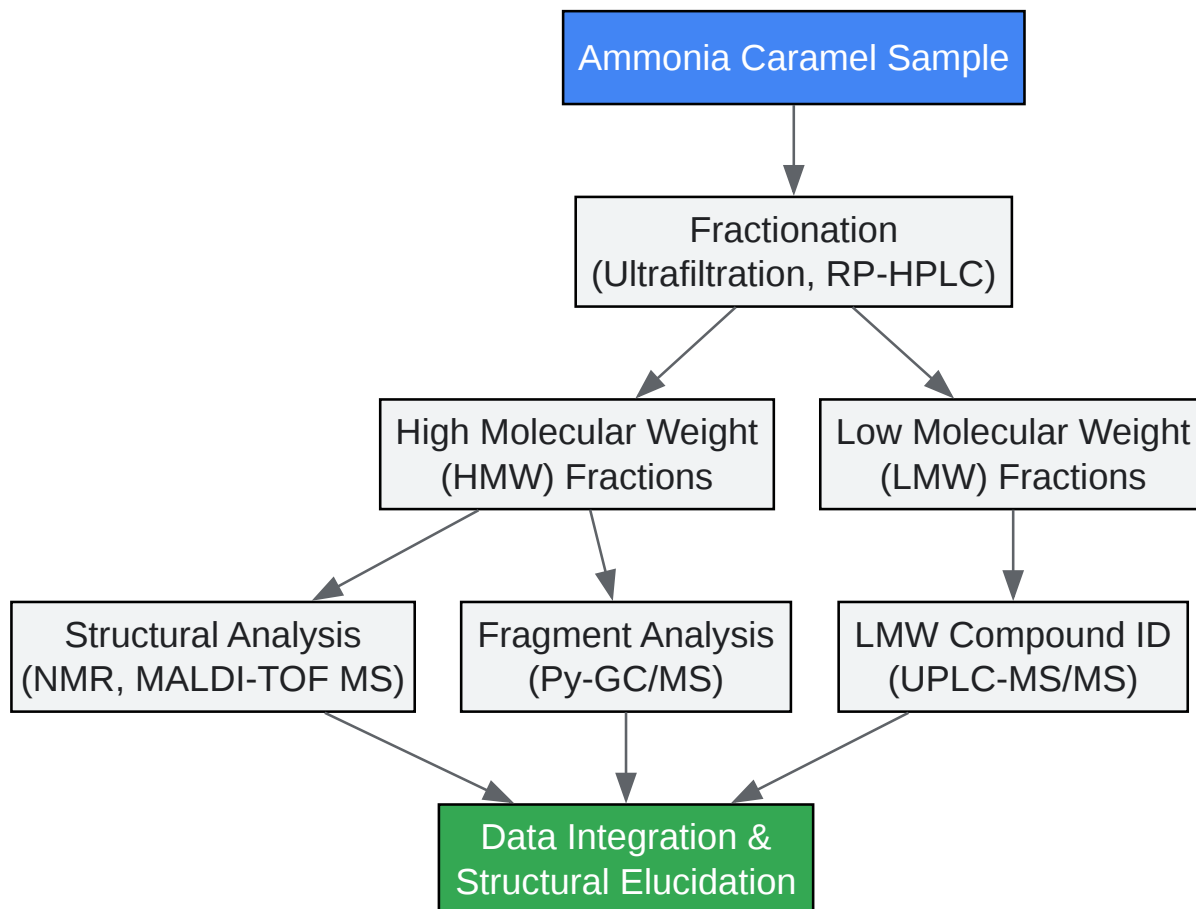 Ammonia Caramel Sample
Fractionation
(Ultrafiltration, RP-HPLC)
High Molecular Weight
(HMW) Fractions
Low Molecular Weight
(LMW) Fractions
Structural Analysis
(NMR, MALDI-TOF MS)
Fragment Analysis
(Py-GC/MS)
LMW Compound ID
(UPLC-MS/MS)
Data Integration &
Structural Elucidation